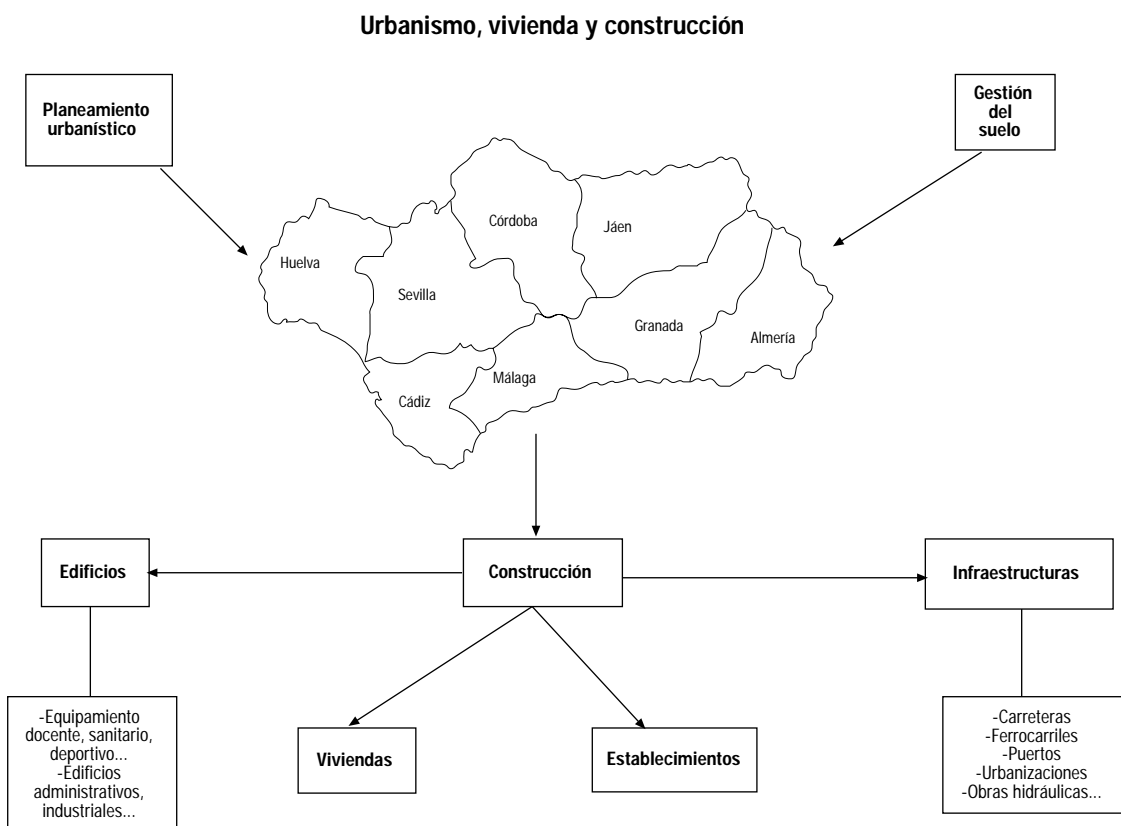 Urbanismo, vivienda y construcción
Planeamiento
urbanístico
Gestión
del
suelo
Córdoba
Jáen
Huelva
Sevilla
Granada
Almería
Málaga
Cádiz
Edificios
Construcción
Infraestructuras
-Equipamiento
docente, sanitario,
deportivo...
-Edificios
administrativos,
industriales...
Viviendas
Establecimientos
-Carreteras
-Ferrocarriles
-Puertos
-Urbanizaciones
-Obras hidráulicas...